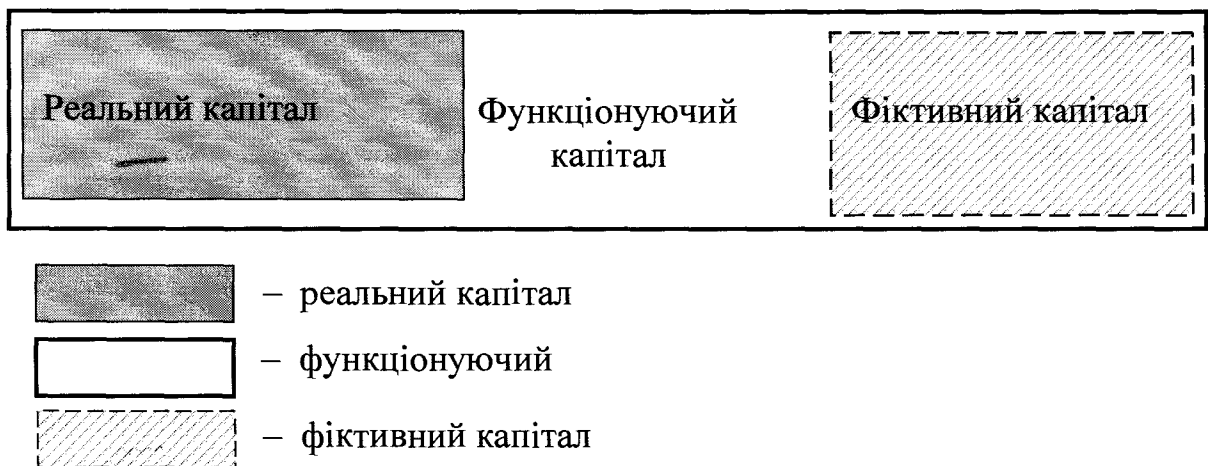 Реальний капітал
Функціонуючий
капітал
Фіктивний капітал
– реальний капітал
– функціонуючий
– фіктивний капітал